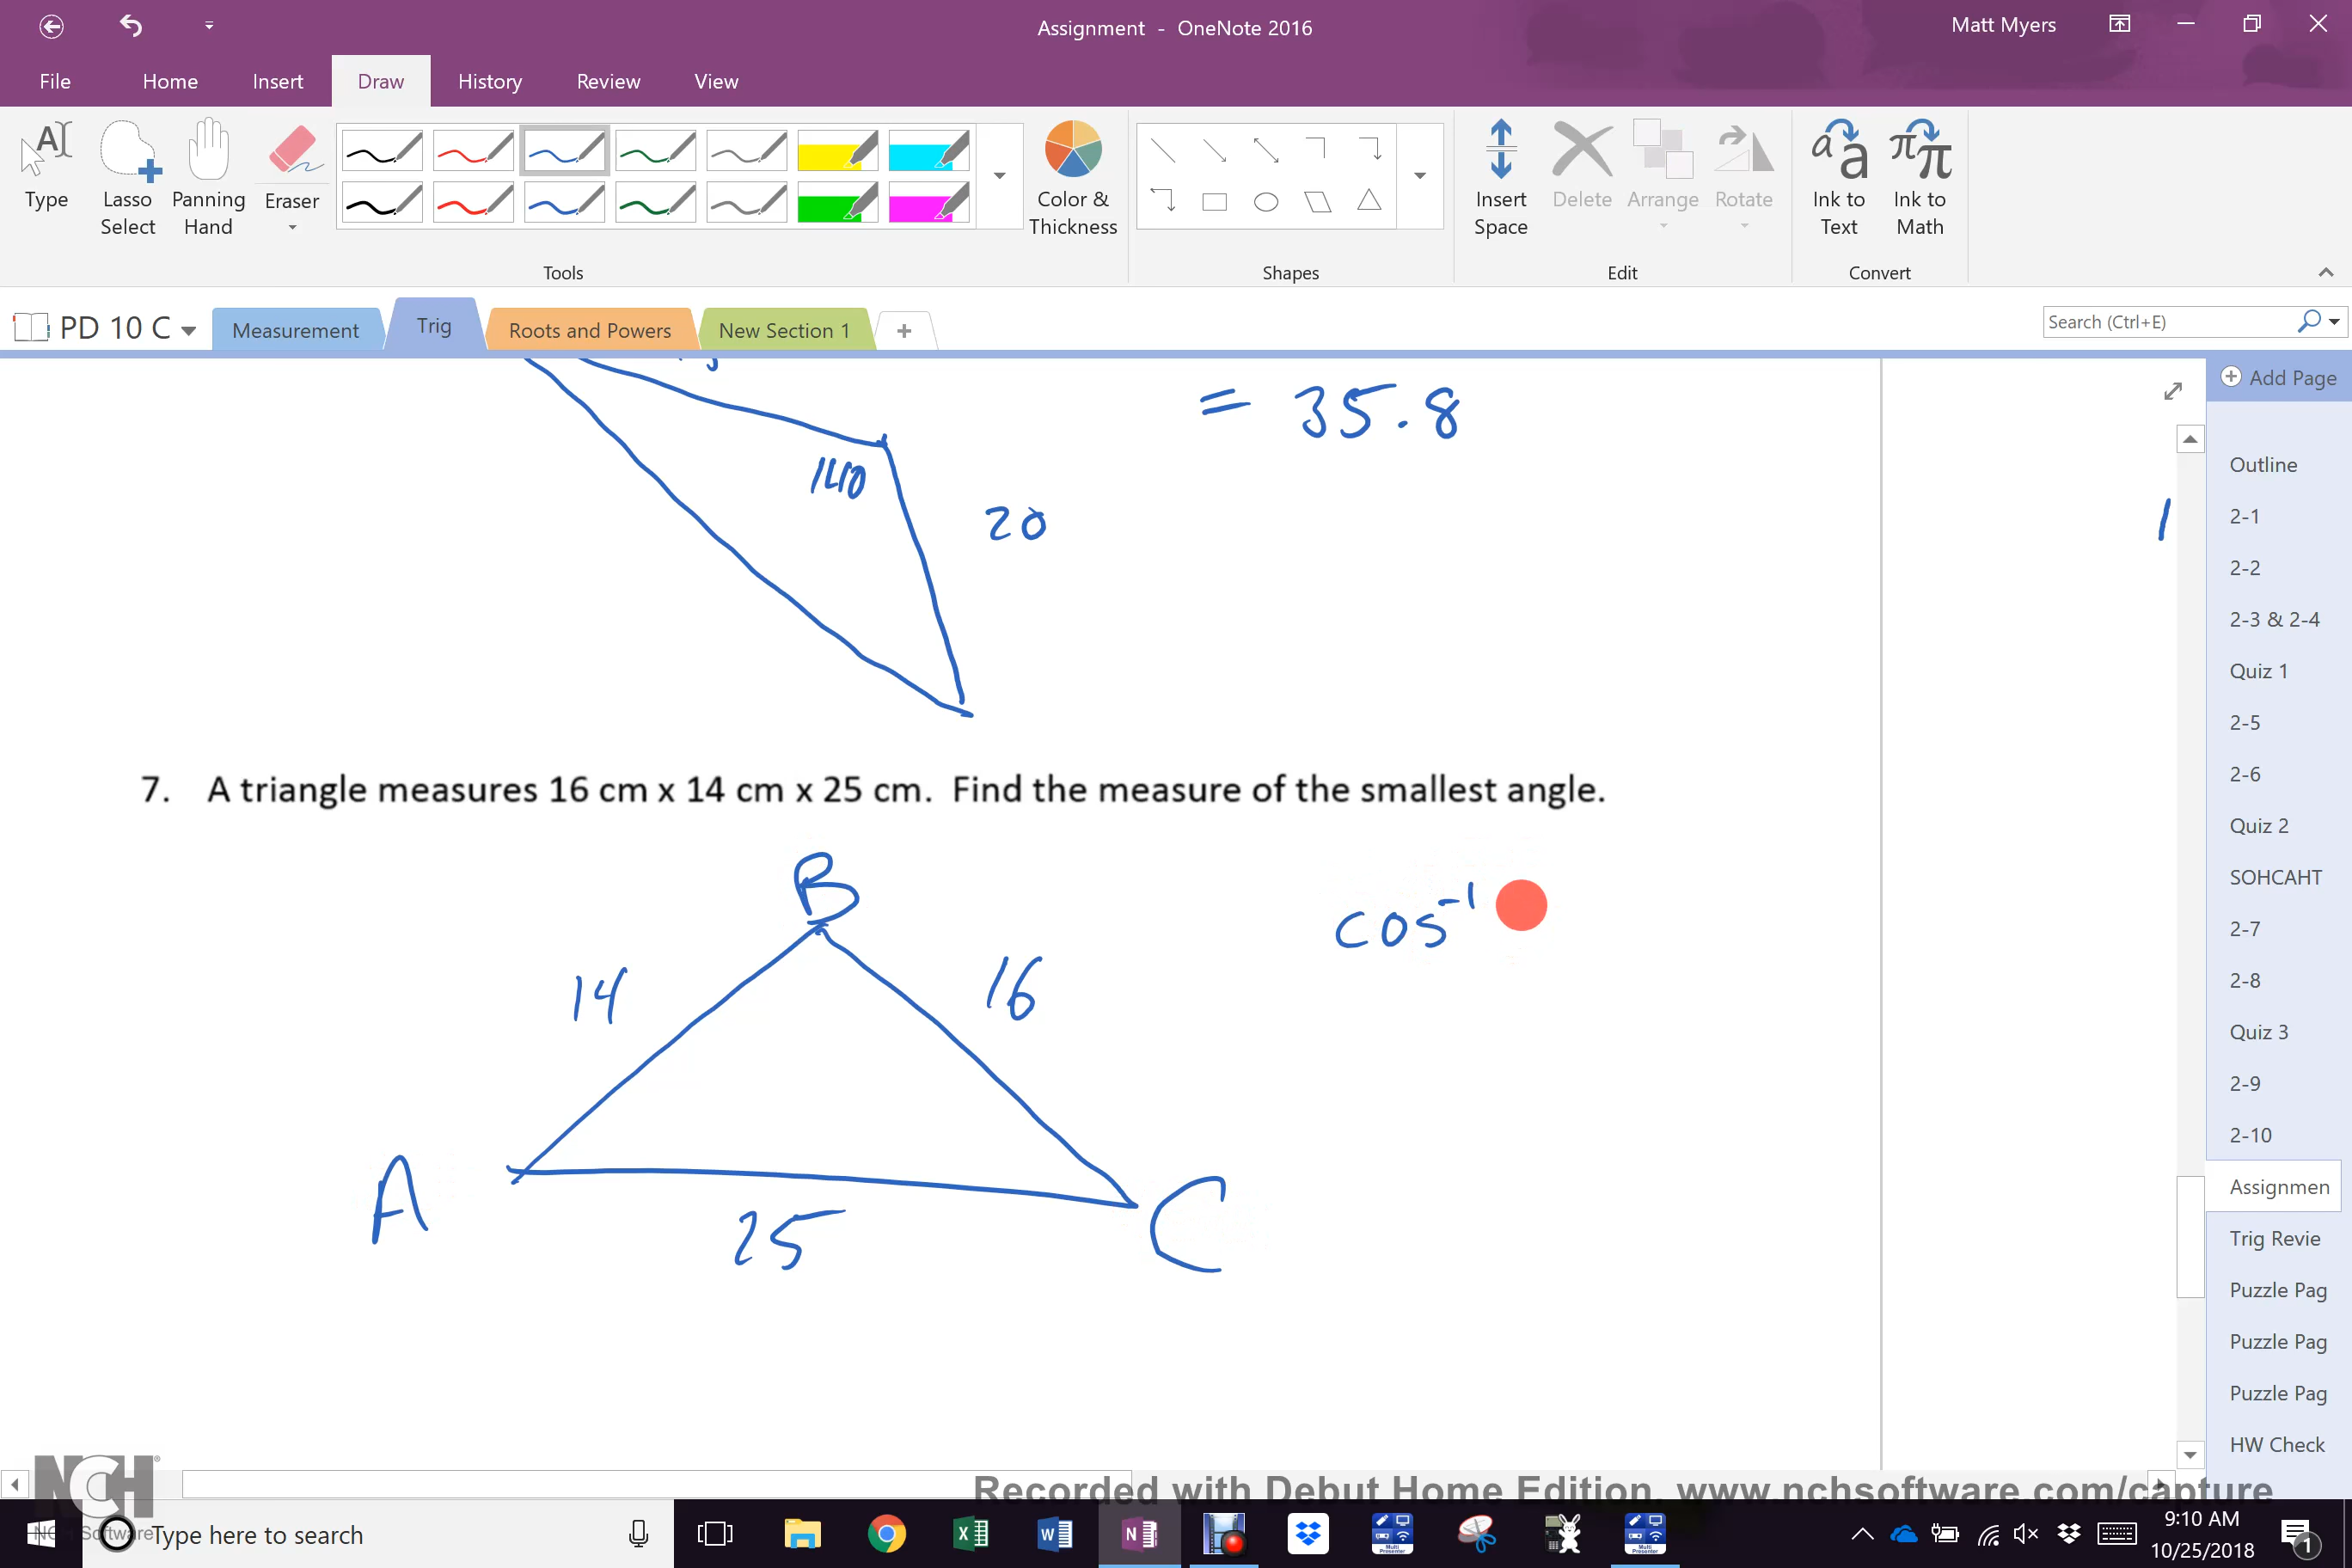 Assignment - OneNote 2016
Matt Myers
File Home Insert Draw History Review View
Type
Lasso Select
Panning Hand
Eraser
Color & Thickness
Insert Space
Delete
Arrange
Rotate
Ink to Text
Ink to Math
Tools
Shapes
Edit
Convert
PD 10 C
Measurement
Trig
Roots and Powers
New Section 1
Search (Ctrl+E)
Add Page
= 35.8
140
20
1
7. A triangle measures 16 cm x 14 cm x 25 cm. Find the measure of the smallest angle.
B
14
16
cos⁻¹
A
25
C
Outline
2-1
2-2
2-3 & 2-4
Quiz 1
2-5
2-6
Quiz 2
SOHCAHT
2-7
2-8
Quiz 3
2-9
2-10
Assignmen
Trig Revie
Puzzle Pag
Puzzle Pag
Puzzle Pag
HW Check
NCH
NCH Software
Recorded with Debut Home Edition. www.nchsoftware.com/capture
Type here to search
9:10 AM
10/25/2018
1